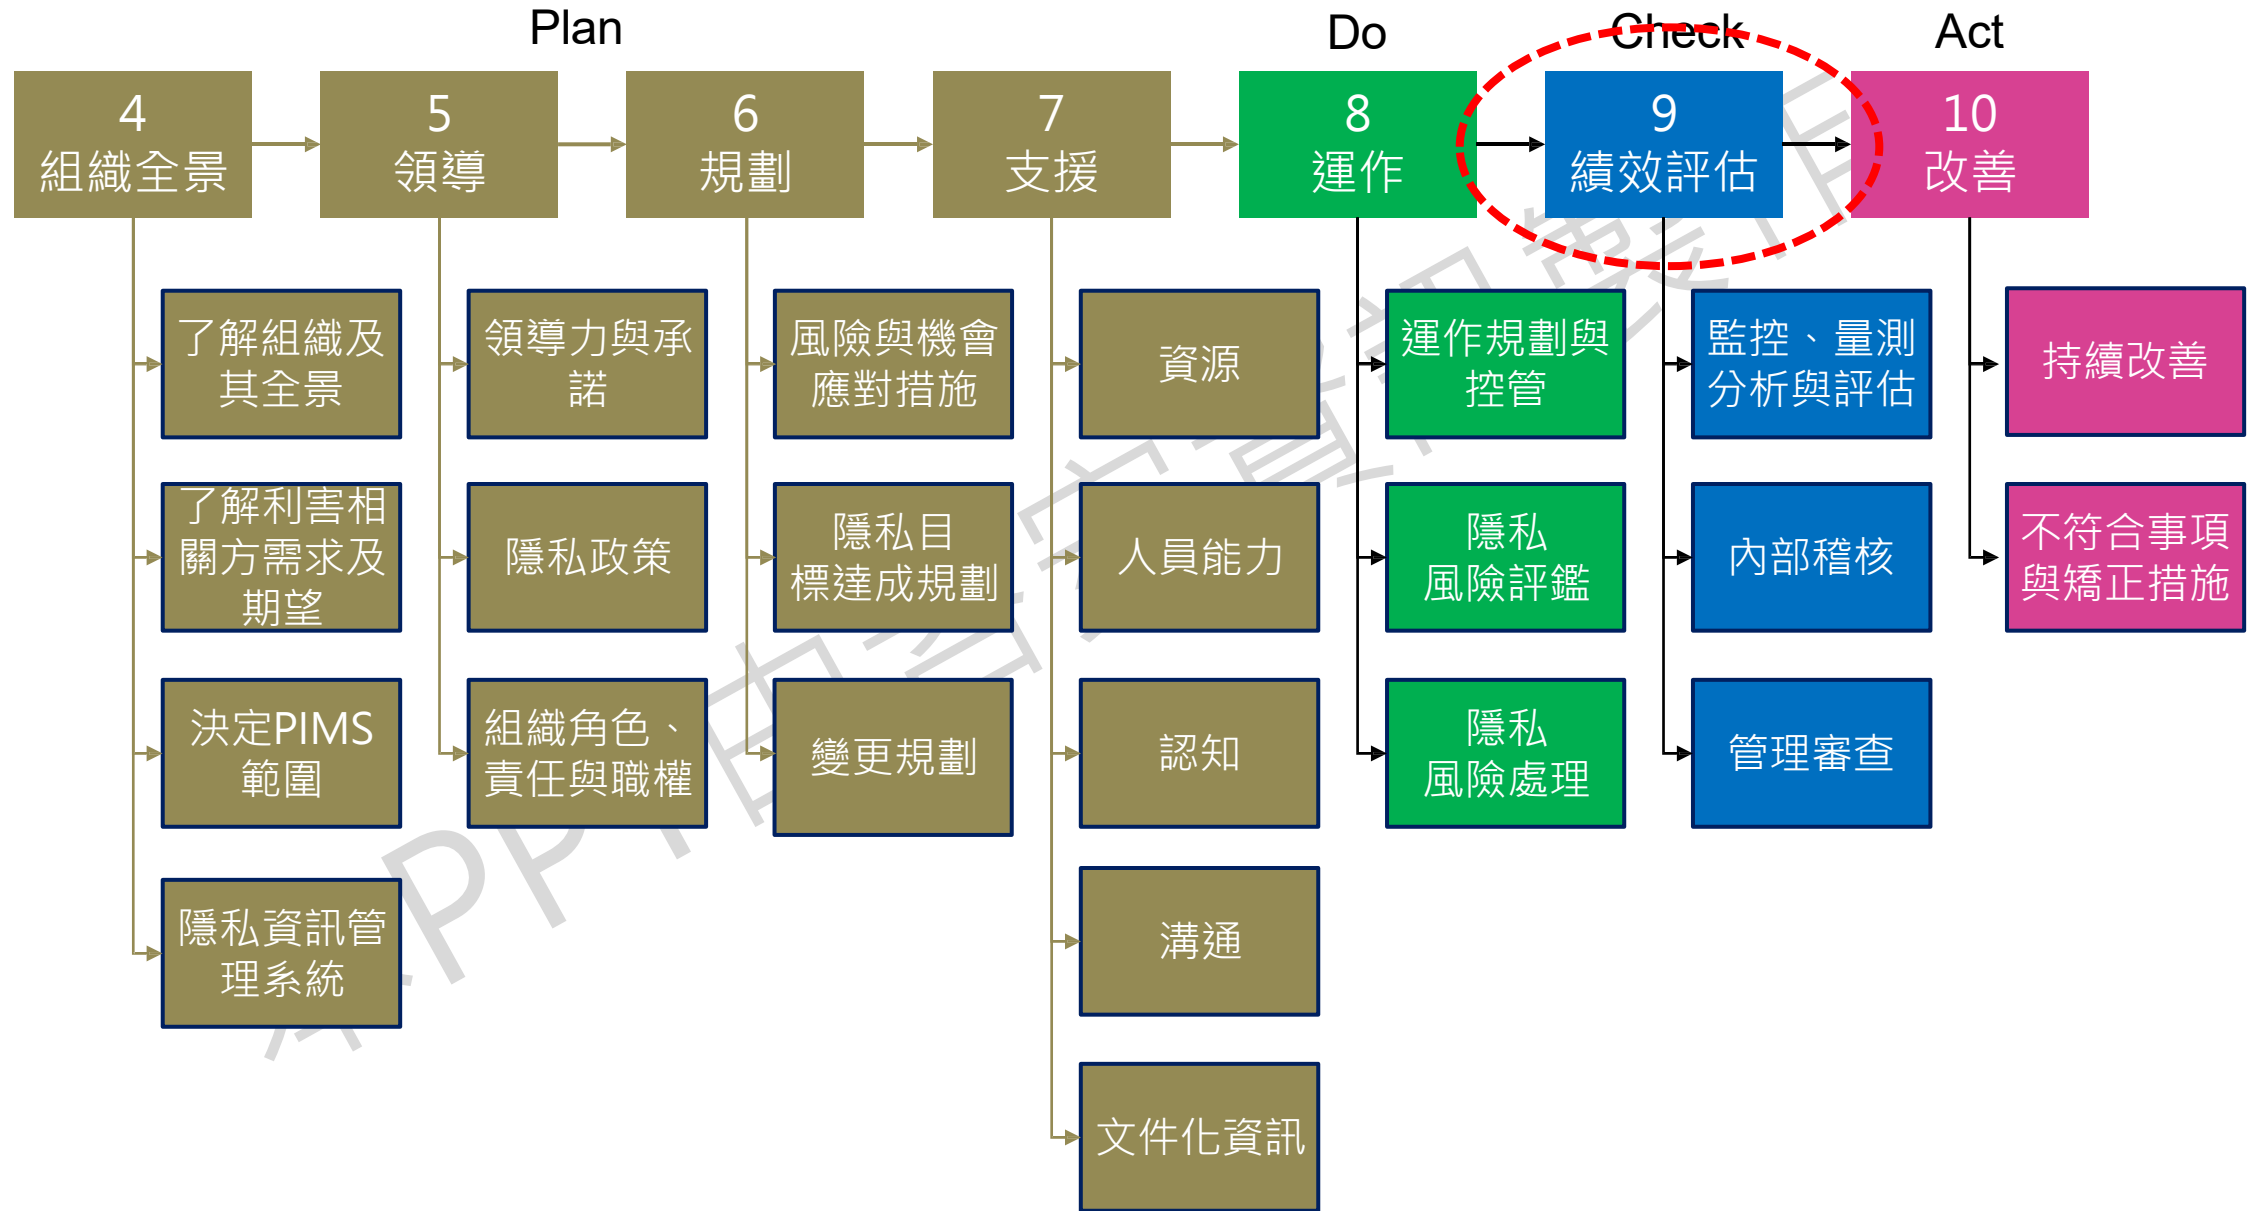 Plan
Do
Check
Act
4
組織全景
5
領導
6
規劃
7
支援
8
運作
9
績效評估
10
改善
了解組織及
其全景
領導力與承
諾
風險與機會
應對措施
資源
運作規劃與
控管
監控、量測
分析與評估
持續改善
了解利害相
關方需求及
期望
隱私政策
隱私目
標達成規劃
人員能力
隱私
風險評鑑
內部稽核
不符合事項
與矯正措施
決定PIMS
範圍
組織角色、
責任與職權
變更規劃
認知
隱私
風險處理
管理審查
隱私資訊管
理系統
溝通
文件化資訊